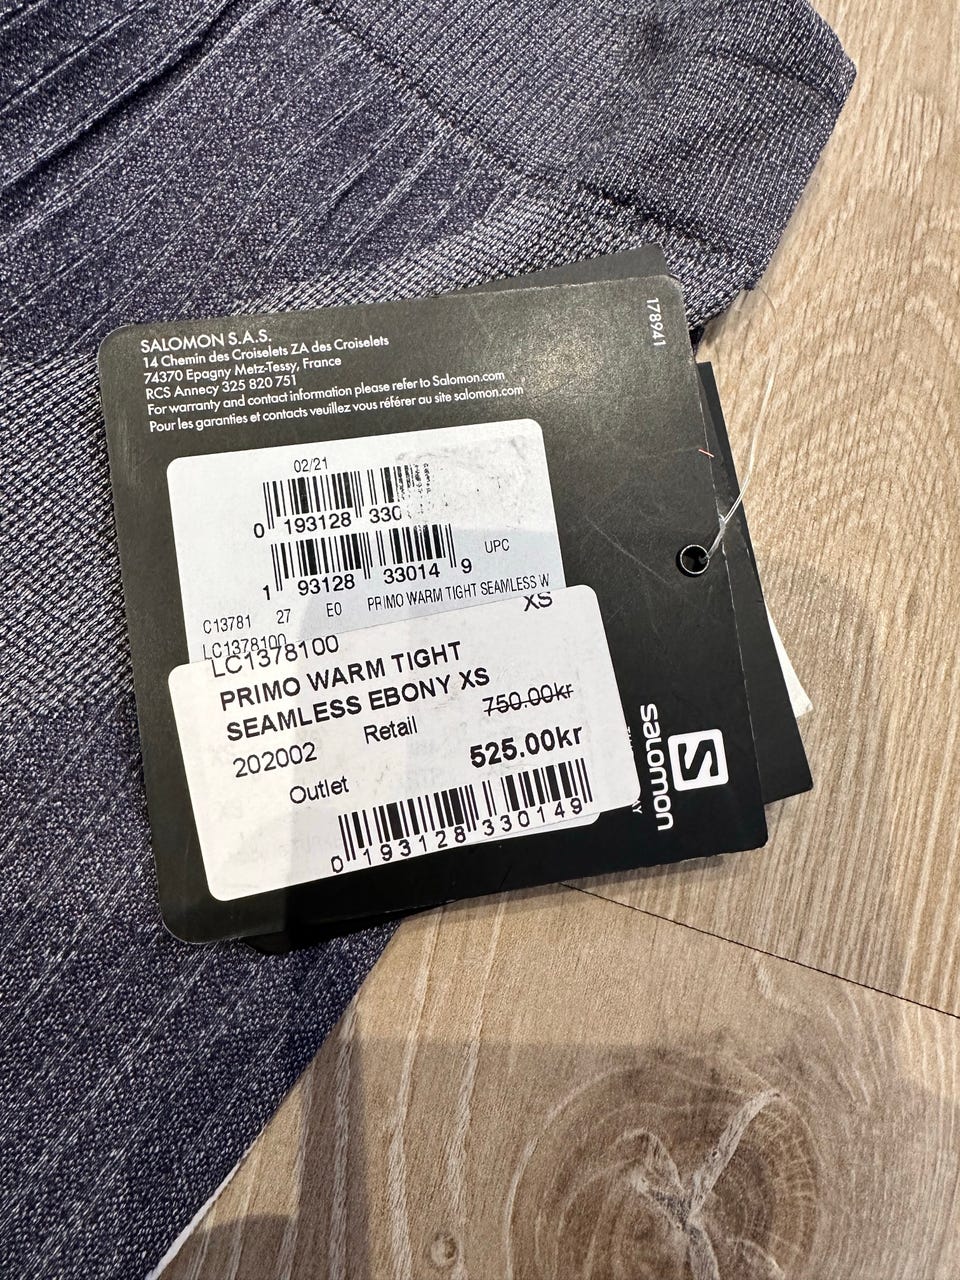 SALOMON S.A.S.
14 Chemin des Croiselets ZA des Croiselets
74370 Epagny Metz-Tessy, France
RCS Annecy 325 820 751
For warranty and contact information please refer to Salomon.com
Pour les garanties et contacts veuillez vous référer au site salomon.com
178941
02/21
0 193128 330
UPC
1 93128 33014 9
C13781 27 E0 PRIMO WARM TIGHT SEAMLESS W
LC1378100 XS
LC1378100
PRIMO WARM TIGHT
SEAMLESS EBONY XS
202002 Retail 750.00kr
Outlet 525.00kr
0 193128 330149
salomon